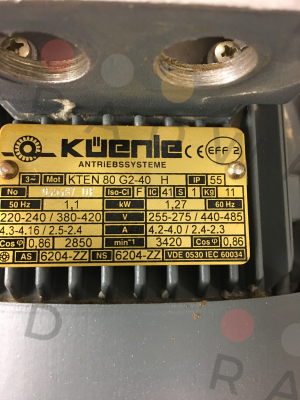 Küenle CE EFF 2
ANTRIEBSSYSTEME
3~ Mot KTEN 80 G2-40 H IP 55
No Iso-Cl F IC 41 S 1 Kg 11
50 Hz 1,1 kW 1,27 60 Hz
220-240 / 380-420 V 255-275 / 440-485
4.3-4.16 / 2.5-2.4 A 4.2-4.0 / 2.4-2.3
Cos φ 0,86 2850 min⁻¹ 3420 Cos φ 0,86
AS 6204-ZZ NS 6204-ZZ VDE 0530 IEC 60034